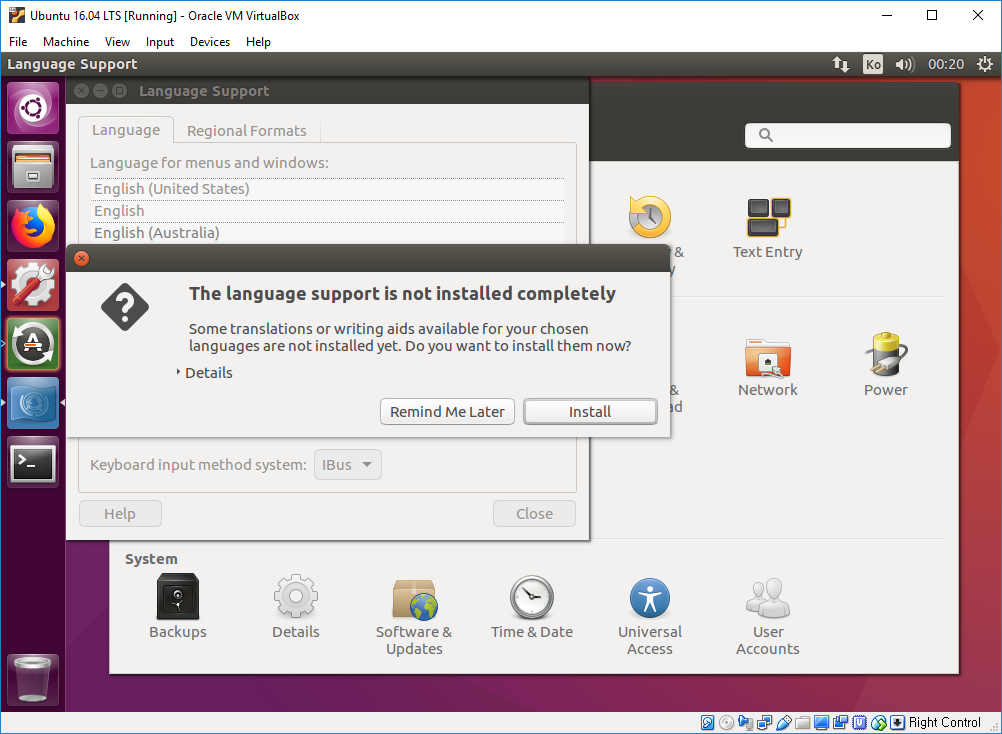 Ubuntu 16.04 LTS [Running] - Oracle VM VirtualBox
File Machine View Input Devices Help
Language Support
Ko
00:20
Language Support
Language
Regional Formats
Language for menus and windows:
English (United States)
English
English (Australia)
&
Text Entry
The language support is not installed completely
Some translations or writing aids available for your chosen
languages are not installed yet. Do you want to install them now?
Details
Remind Me Later
Install
Network
Power
Keyboard input method system:
IBus
Help
Close
System
Backups
Details
Software &
Updates
Time & Date
Universal
Access
User
Accounts
Right Control